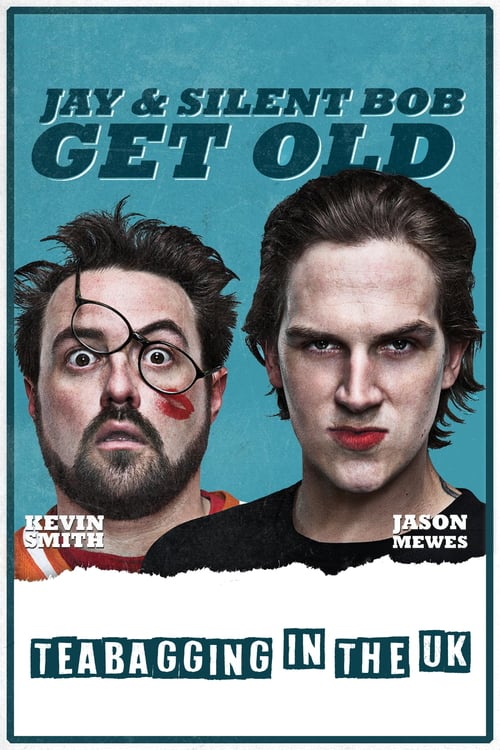 JAY & SILENT BOB
GET OLD
KEVIN
SMITH
JASON
MEWES
TEABAGGING IN THE UK